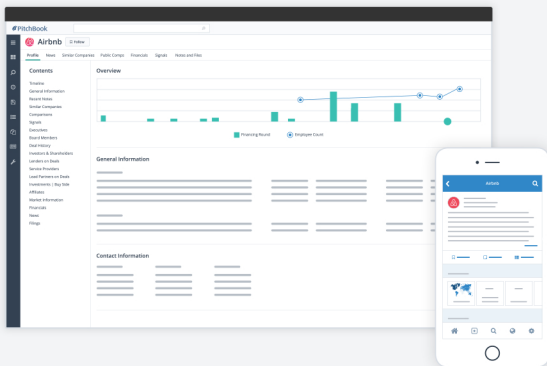 PitchBook
Airbnb
Follow
Profile News Similar Companies Public Comps Financials Signals Notes and Files
Contents
Timeline
General Information
Recent Notes
Similar Companies
Comparisons
Signals
Executives
Board Members
Deal History
Investors & Shareholders
Lenders on Deals
Service Providers
Lead Partners on Deals
Investments | Buy Side
Affiliates
Market Information
Financials
News
Filings
Overview
Financing Round Employee Count
General Information
Contact Information
Airbnb